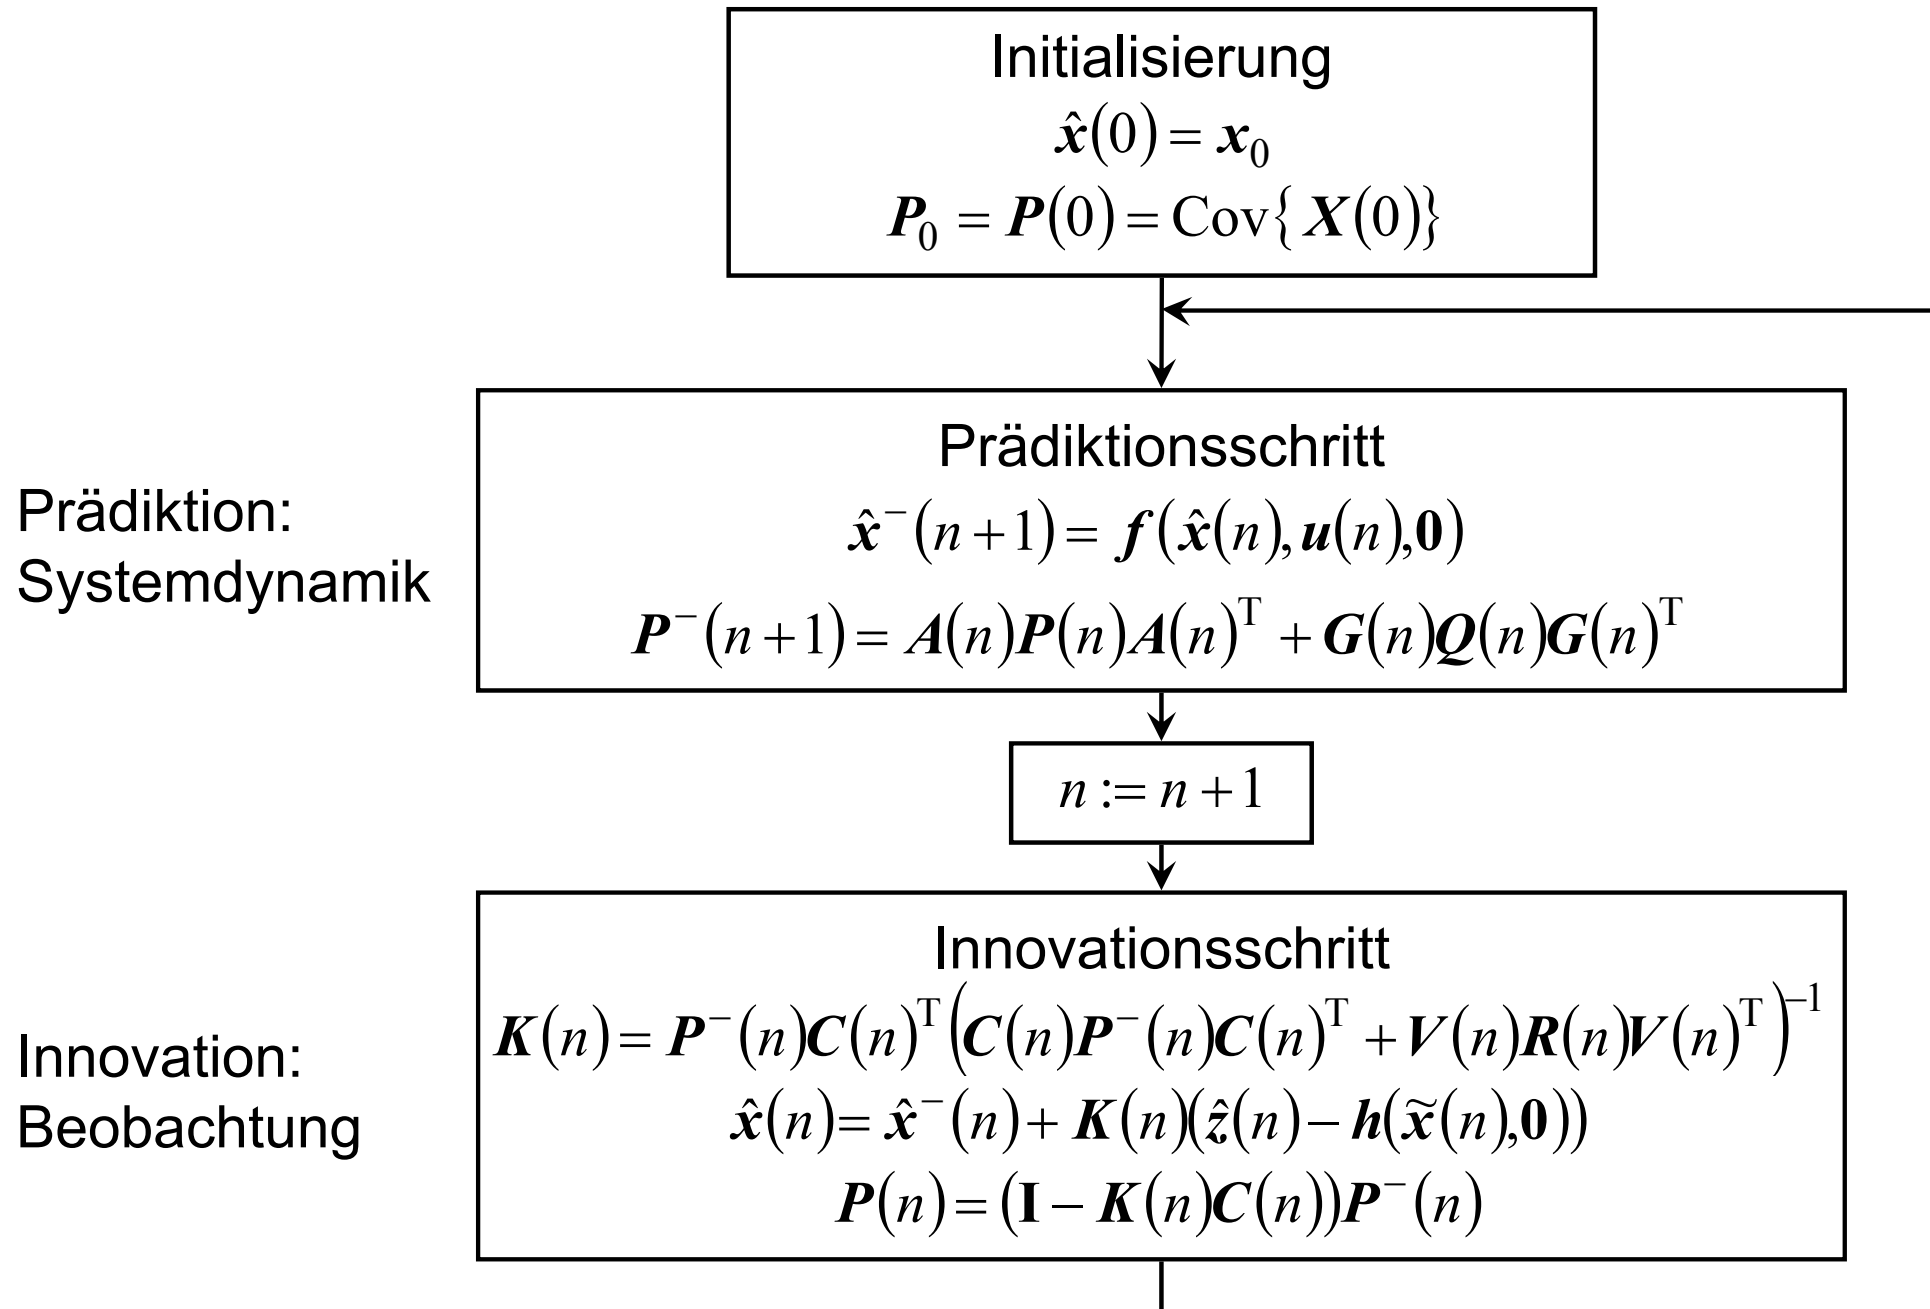 Initialisierung
x̂(0) = x₀
P₀ = P(0) = Cov{X(0)}
Prädiktion:
Systemdynamik
Prädiktionsschritt
x̂⁻(n+1) = f(x̂(n),u(n),0)
P⁻(n+1) = A(n)P(n)A(n)ᵀ + G(n)Q(n)G(n)ᵀ
n := n+1
Innovation:
Beobachtung
Innovationsschritt
K(n) = P⁻(n)C(n)ᵀ(C(n)P⁻(n)C(n)ᵀ + V(n)R(n)V(n)ᵀ)⁻¹
x̂(n) = x̂⁻(n) + K(n)(ẑ(n) − h(x̃(n),0))
P(n) = (I − K(n)C(n))P⁻(n)